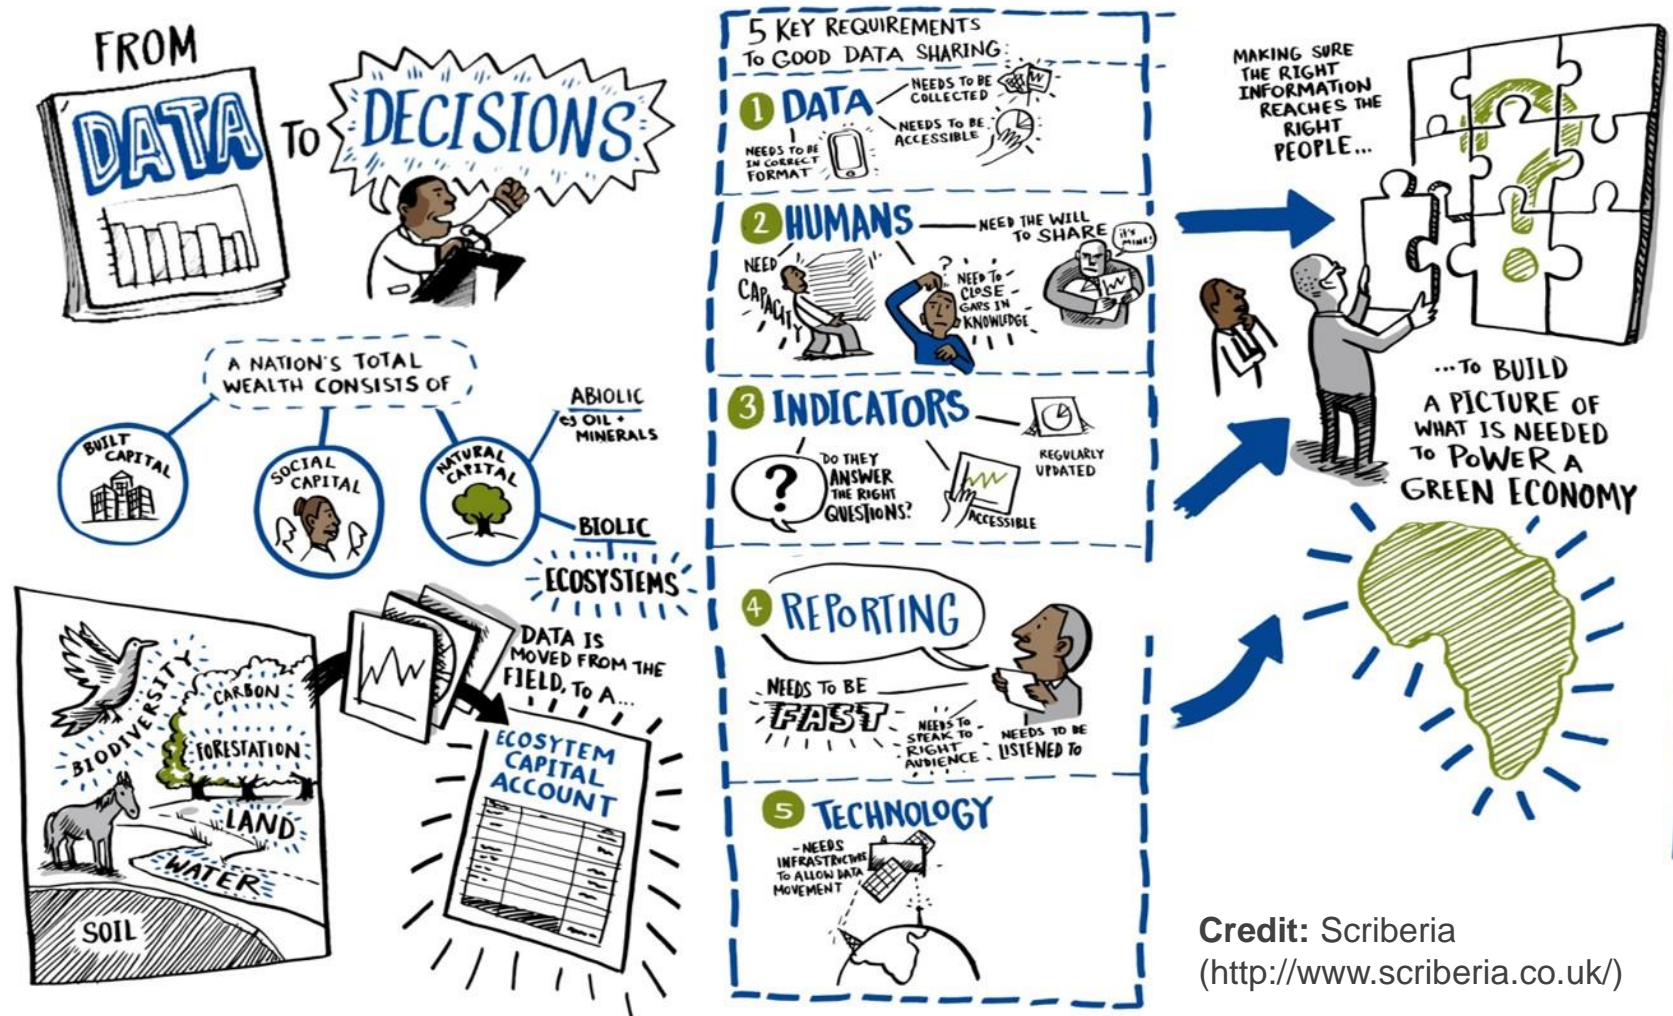 FROM
DATA
TO
DECISIONS
A NATION'S TOTAL
WEALTH CONSISTS OF
BUILT
CAPITAL
SOCIAL
CAPITAL
NATURAL
CAPITAL
ABIOLIC
eg OIL +
MINERALS
BIOLIC
ECOSYSTEMS
BIODIVERSITY
CARBON
FORESTATION
LAND
WATER
SOIL
DATA IS
MOVED FROM THE
FIELD, TO A...
ECOSYTEM
CAPITAL
ACCOUNT
5 KEY REQUIREMENTS
TO GOOD DATA SHARING:
1 DATA
NEEDS TO BE
COLLECTED
NEEDS TO BE
ACCESSIBLE
NEEDS TO BE
IN CORRECT
FORMAT
2 HUMANS
NEED THE WILL
TO SHARE
IT'S
MINE!
NEED
CAPACITY
?
NEED TO
CLOSE
GAPS IN
KNOWLEDGE
3 INDICATORS
?
DO THEY
ANSWER
THE RIGHT
QUESTIONS?
ACCESSIBLE
REGULARLY
UPDATED
4 REPORTING
NEEDS TO BE
FAST
NEEDS TO
SPEAK TO
RIGHT
AUDIENCE
NEEDS TO BE
LISTENED TO
5 TECHNOLOGY
- NEEDS
INFRASTRUCTURE
TO ALLOW DATA
MOVEMENT
MAKING SURE
THE RIGHT
INFORMATION
REACHES THE
RIGHT
PEOPLE...
?
...TO BUILD
A PICTURE OF
WHAT IS NEEDED
TO POWER A
GREEN ECONOMY
Credit: Scriberia
(http://www.scriberia.co.uk/)